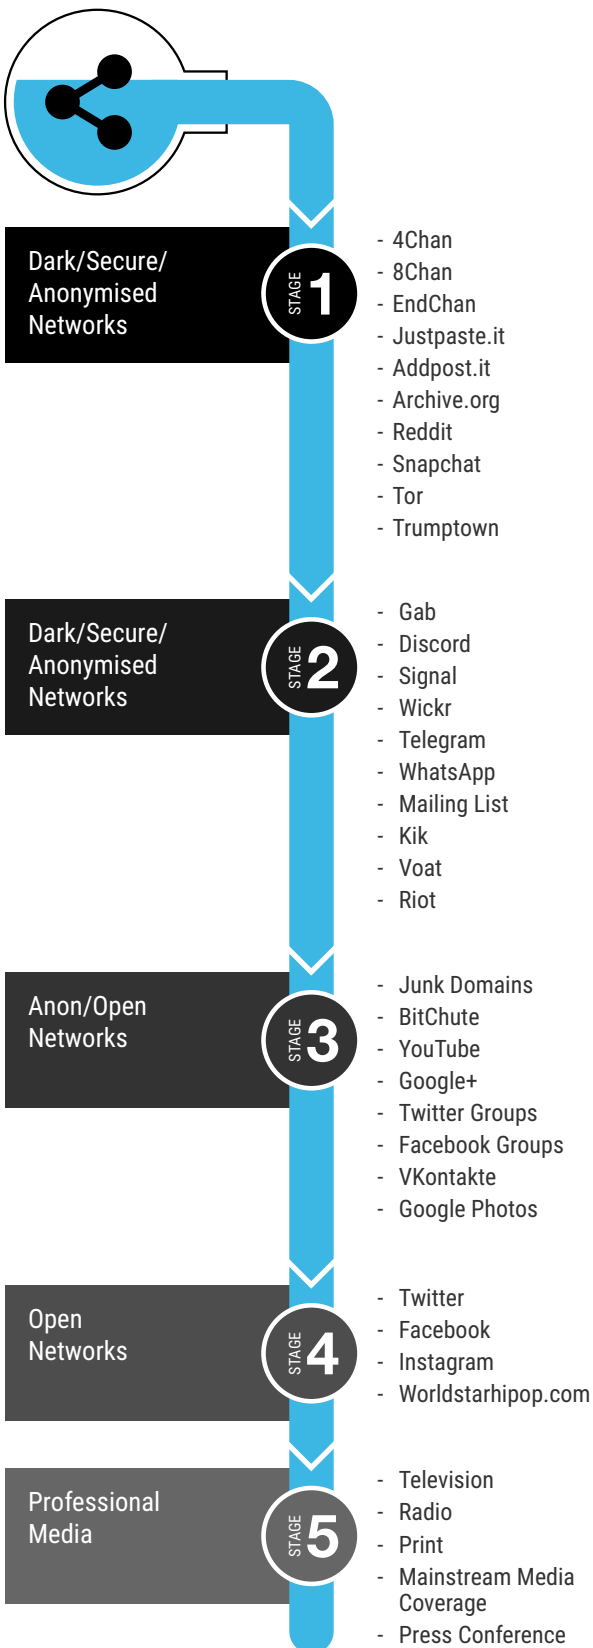 Dark/Secure/
Anonymised
Networks
STAGE 1
- 4Chan
- 8Chan
- EndChan
- Justpaste.it
- Addpost.it
- Archive.org
- Reddit
- Snapchat
- Tor
- Trumptown
Dark/Secure/
Anonymised
Networks
STAGE 2
- Gab
- Discord
- Signal
- Wickr
- Telegram
- WhatsApp
- Mailing List
- Kik
- Voat
- Riot
Anon/Open
Networks
STAGE 3
- Junk Domains
- BitChute
- YouTube
- Google+
- Twitter Groups
- Facebook Groups
- VKontakte
- Google Photos
Open
Networks
STAGE 4
- Twitter
- Facebook
- Instagram
- Worldstarhipop.com
Professional
Media
STAGE 5
- Television
- Radio
- Print
- Mainstream Media
Coverage
- Press Conference